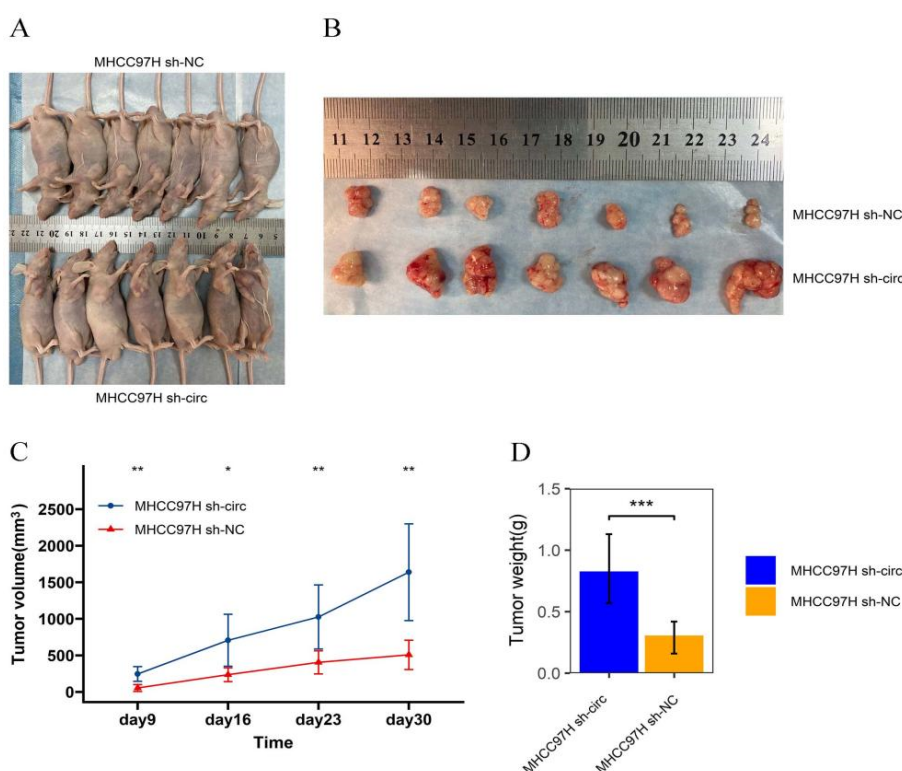 A
MHCC97H sh-NC
MHCC97H sh-circ
B
11 12 13 14 15 16 17 18 19 20 21 22 23 24
MHCC97H sh-NC
MHCC97H sh-circ
C
** * ** **
Tumor volume(mm³)
2500
2000
1500
1000
500
0
MHCC97H sh-circ
MHCC97H sh-NC
day9 day16 day23 day30
Time
D
Tumor weight(g)
1.5
1.0
0.5
0.0
***
MHCC97H sh-circ
MHCC97H sh-NC
MHCC97H sh-circ
MHCC97H sh-NC